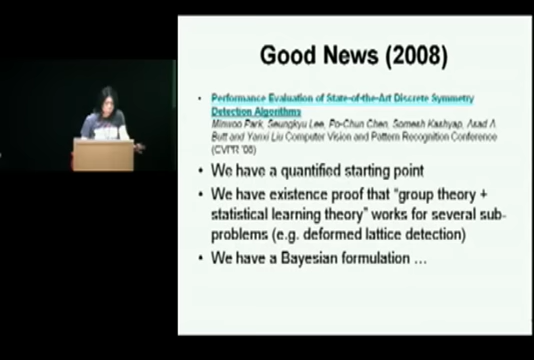 Good News (2008)
• Performance Evaluation of State-of-the-Art Discrete Symmetry
Detection Algorithms
Minwoo Park, Seungkyu Lee, Po-Chun Chen, Somesh Kashyap, Asad A.
Butt and Yanxi Liu Computer Vision and Pattern Recognition Conference
(CVPR '08)
• We have a quantified starting point
• We have existence proof that "group theory +
statistical learning theory" works for several sub-
problems (e.g. deformed lattice detection)
• We have a Bayesian formulation ...